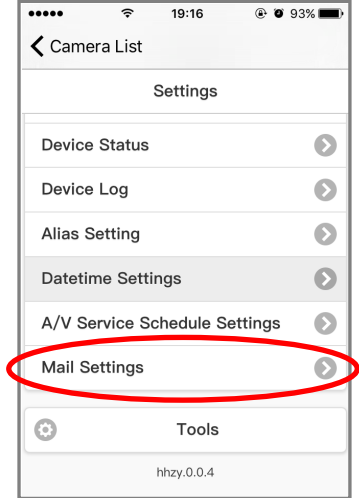 19:16 93%
Camera List
Settings
Device Status
Device Log
Alias Setting
Datetime Settings
A/V Service Schedule Settings
Mail Settings
Tools
hhzy.0.0.4